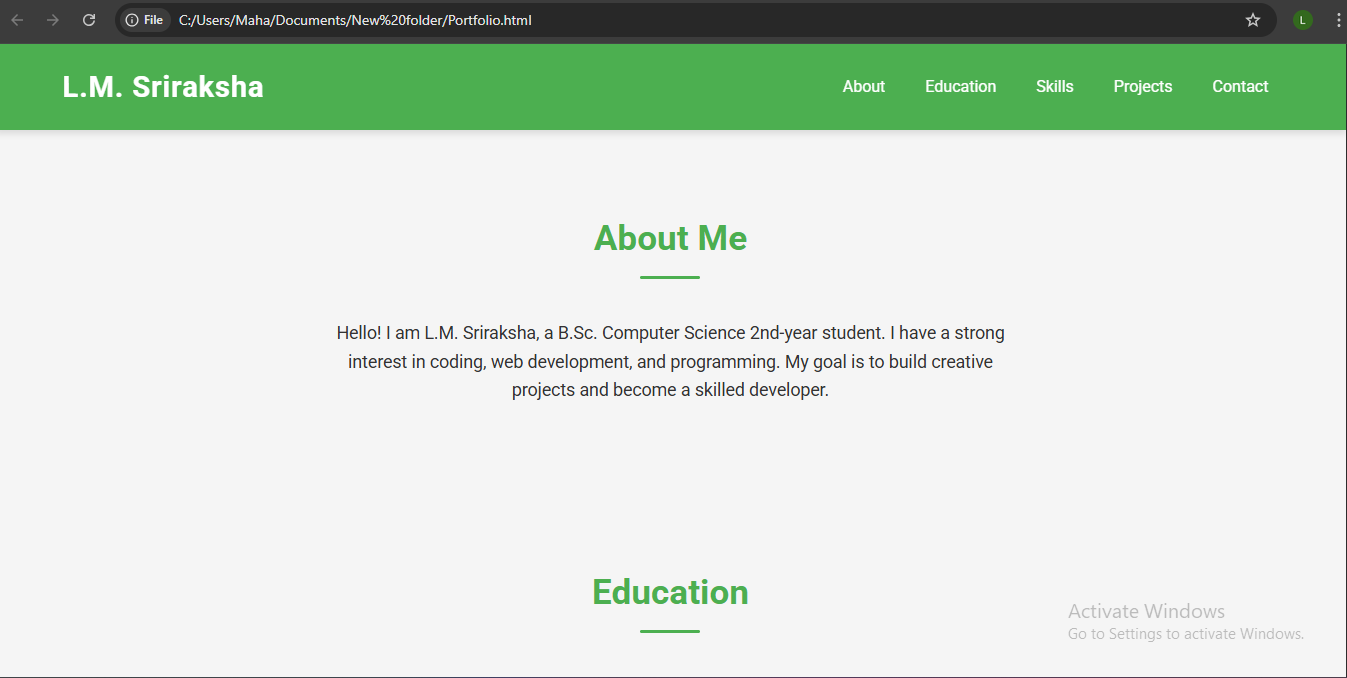 File C:/Users/Maha/Documents/New%20folder/Portfolio.html L
L.M. Sriraksha About Education Skills Projects Contact
About Me
Hello! I am L.M. Sriraksha, a B.Sc. Computer Science 2nd-year student. I have a strong
interest in coding, web development, and programming. My goal is to build creative
projects and become a skilled developer.
Education
Activate Windows
Go to Settings to activate Windows.